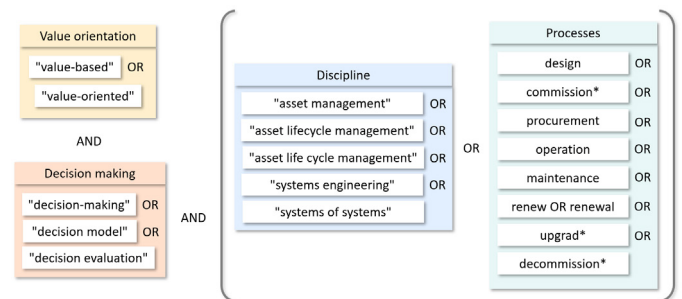 Value orientation
"value-based" OR
"value-oriented"
AND
Decision making
"decision-making" OR
"decision model" OR
"decision evaluation"
AND
Discipline
"asset management" OR
"asset lifecycle management" OR
"asset life cycle management" OR
"systems engineering" OR
"systems of systems"
OR
Processes
design OR
commission* OR
procurement OR
operation OR
maintenance OR
renew OR renewal OR
upgrad* OR
decommission*